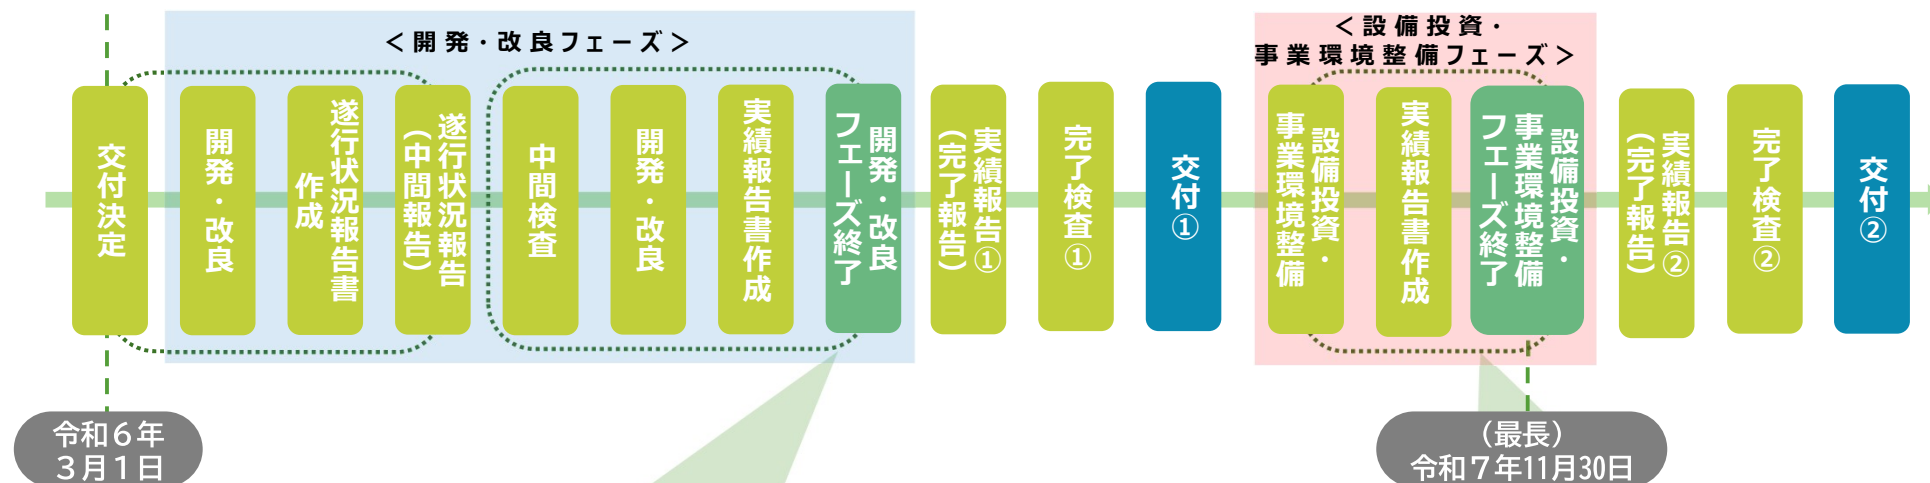 ＜開発・改良フェーズ＞
＜設備投資・
事業環境整備フェーズ＞
交付決定
開発・改良
遂行状況報告書
作成
遂行状況報告
（中間報告）
中間検査
開発・改良
実績報告書作成
開発・改良
フェーズ終了
実績報告①
（完了報告）
完了検査①
交付①
設備投資・
事業環境整備
実績報告書作成
設備投資・
事業環境整備
フェーズ終了
実績報告②
（完了報告）
完了検査②
交付②
令和６年
３月１日
（最長）
令和７年11月30日